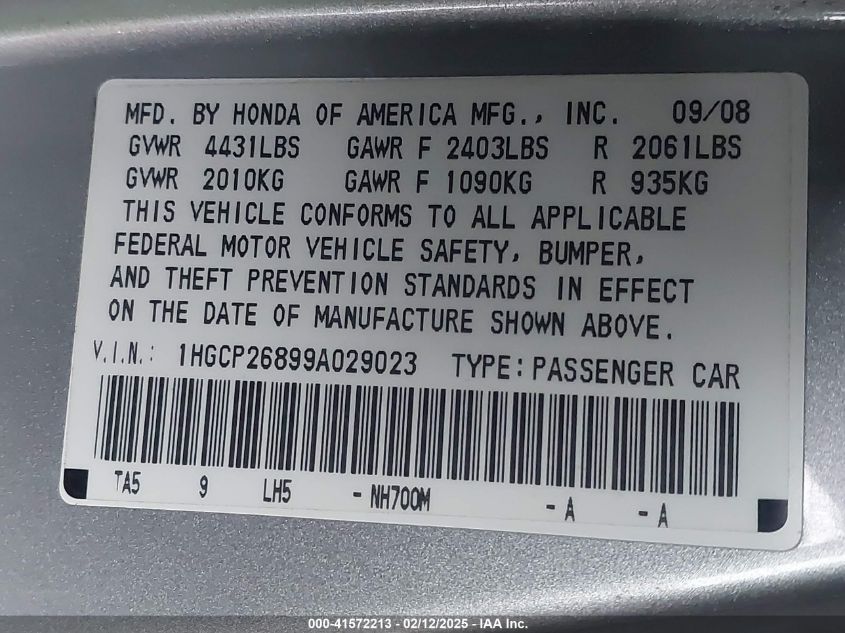 MFD. BY HONDA OF AMERICA MFG., INC. 09/08
GVWR 4431LBS GAWR F 2403LBS R 2061LBS
GVWR 2010KG GAWR F 1090KG R 935KG
THIS VEHICLE CONFORMS TO ALL APPLICABLE
FEDERAL MOTOR VEHICLE SAFETY, BUMPER,
AND THEFT PREVENTION STANDARDS IN EFFECT
ON THE DATE OF MANUFACTURE SHOWN ABOVE.
V.I.N.: 1HGCP26899A029023 TYPE: PASSENGER CAR
TA5 9 LH5 - NH700M - A - A
000-41572213 - 02/12/2025 - IAA Inc.